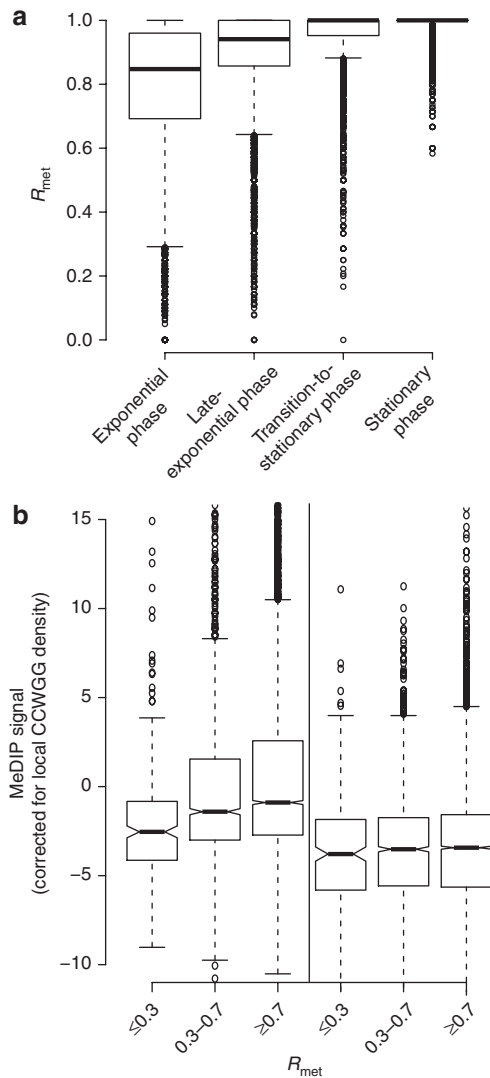 a
1.0
0.8
0.6
0.4
0.2
0.0
Rmet
Exponential
phase
Late-
exponential phase
Transition-to-
stationary phase
Stationary
phase
b
15
10
5
0
−5
−10
MeDIP signal
(corrected for local CCWGG density)
≤0.3
0.3–0.7
≥0.7
≤0.3
0.3–0.7
≥0.7
Rmet